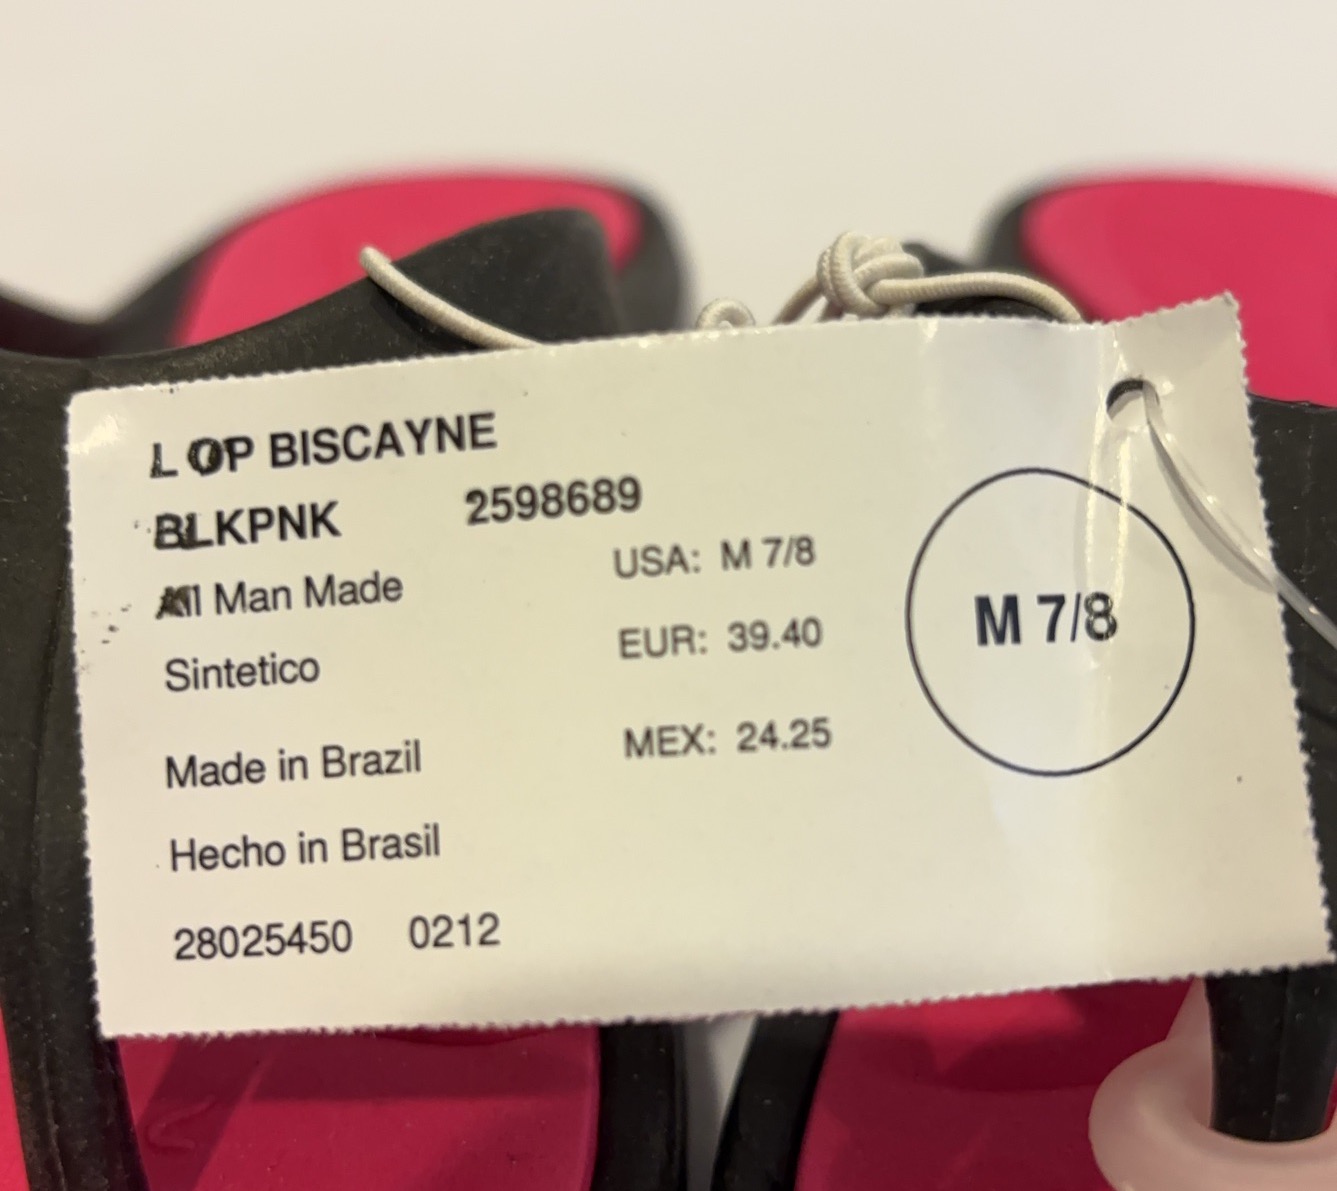 L OP BISCAYNE
BLKPNK 2598689
All Man Made
USA: M 7/8
Sintetico
EUR: 39.40
Made in Brazil
MEX: 24.25
Hecho in Brasil
28025450 0212
M 7/8